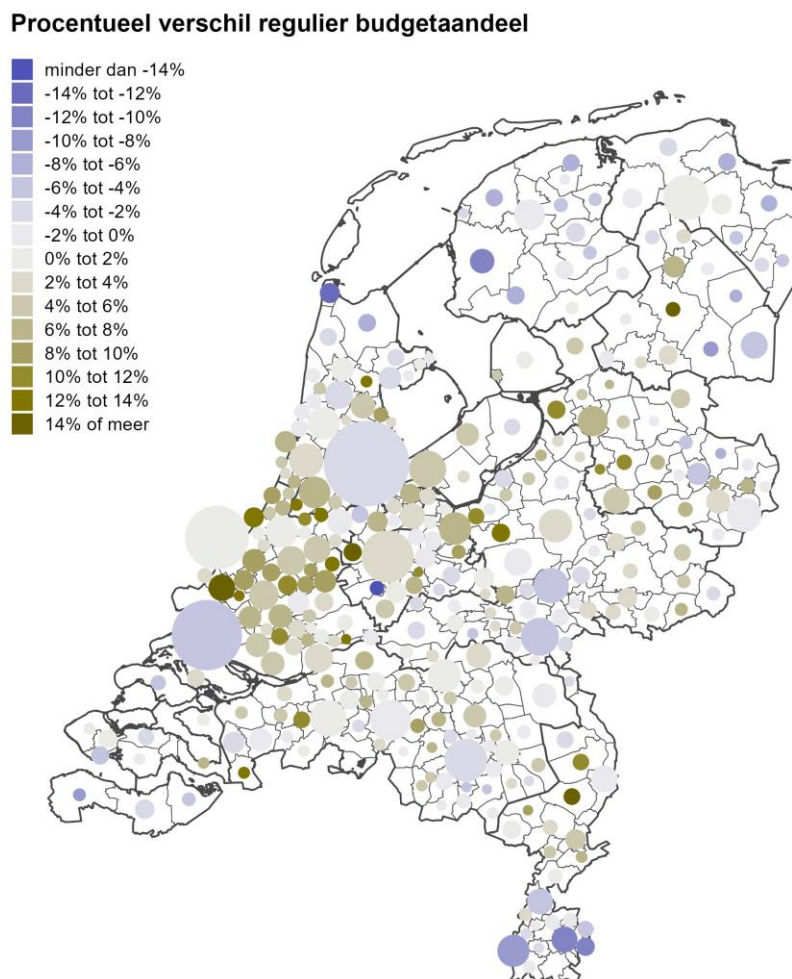 Procentueel verschil regulier budgetaandeel
minder dan -14%
-14% tot -12%
-12% tot -10%
-10% tot -8%
-8% tot -6%
-6% tot -4%
-4% tot -2%
-2% tot 0%
0% tot 2%
2% tot 4%
4% tot 6%
6% tot 8%
8% tot 10%
10% tot 12%
12% tot 14%
14% of meer